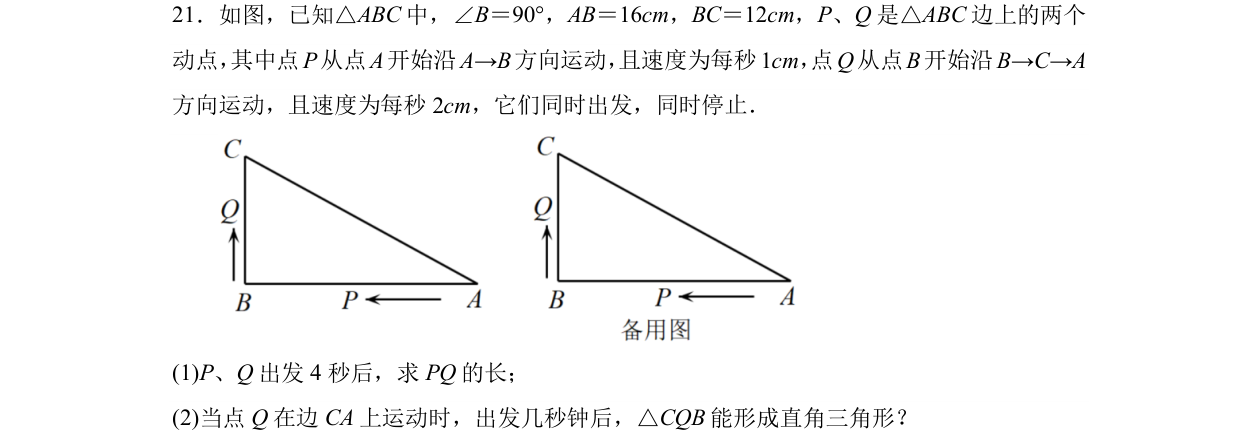 21．如图，已知△ABC中，∠B＝90°，AB＝16cm，BC＝12cm，P、Q是△ABC边上的两个
动点，其中点P从点A开始沿A→B方向运动，且速度为每秒1cm，点Q从点B开始沿B→C→A
方向运动，且速度为每秒2cm，它们同时出发，同时停止．
C
Q
B
P
A
C
Q
B
P
A
备用图
(1)P、Q出发4秒后，求PQ的长；
(2)当点Q在边CA上运动时，出发几秒钟后，△CQB能形成直角三角形？